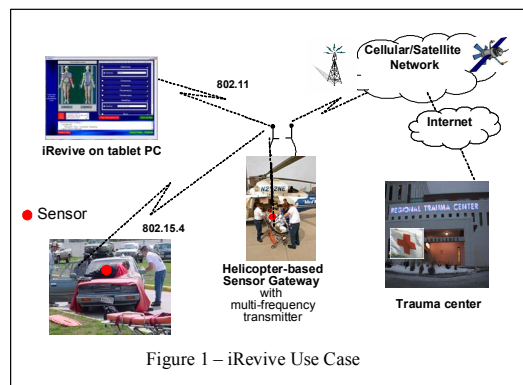 Cellular/Satellite
Network
802.11
Internet
iRevive on tablet PC
Sensor
802.15.4
N292NE
REGIONAL TRAUMA CENTER
Helicopter-based
Sensor Gateway
with
multi-frequency
transmitter
Trauma center
Figure 1 – iRevive Use Case